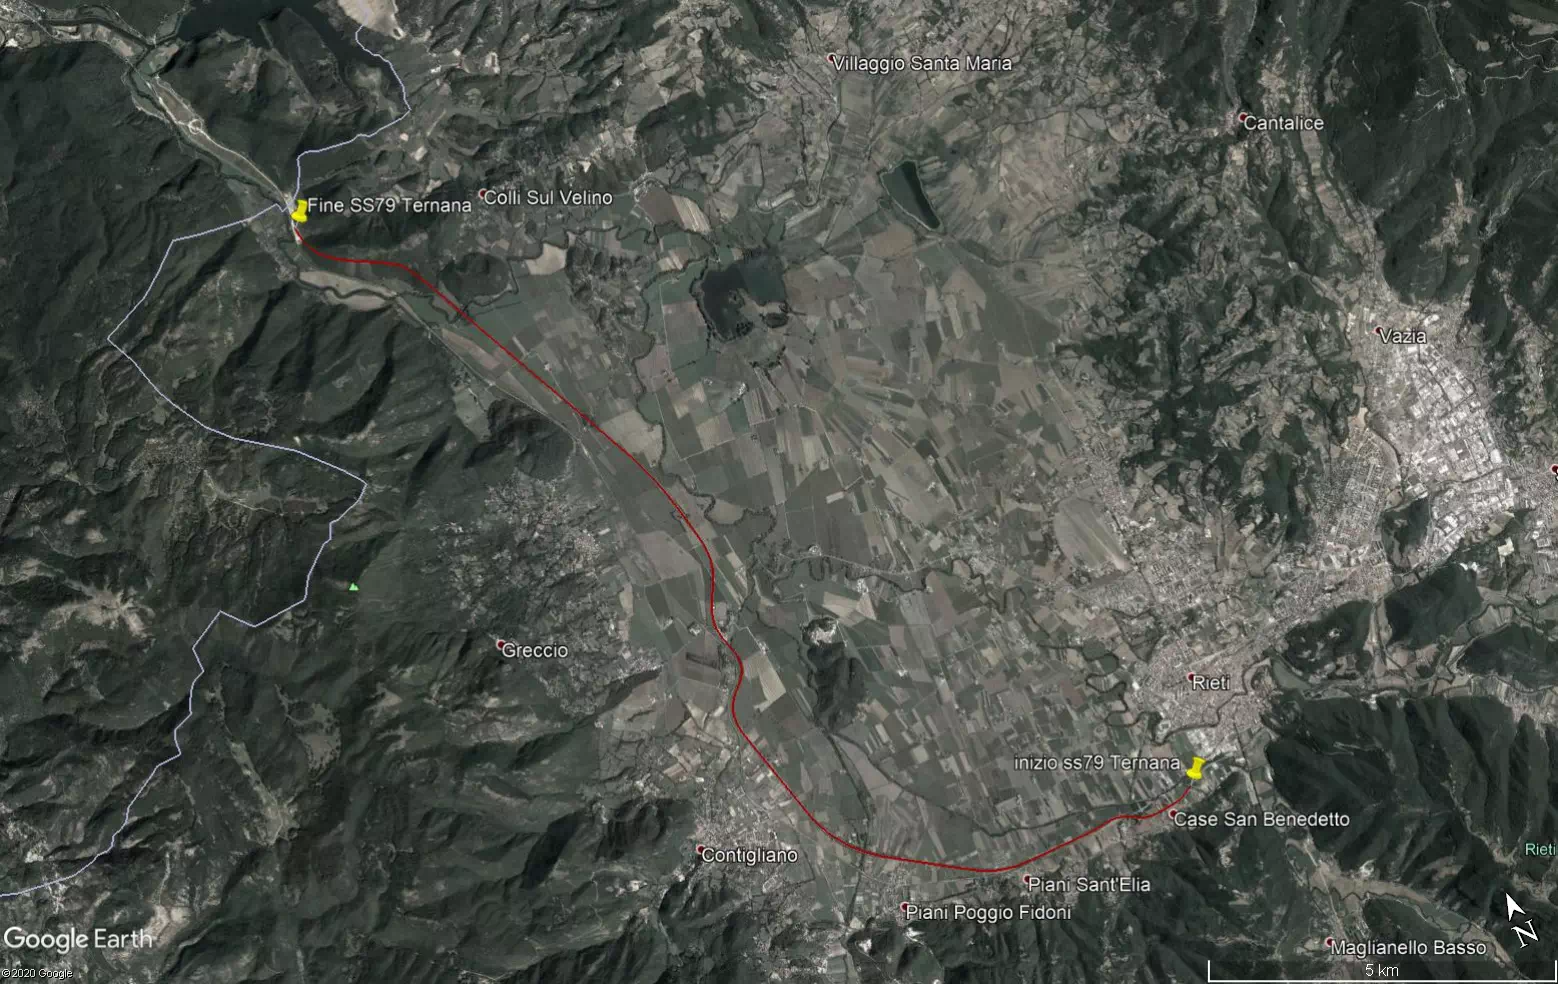 Villaggio Santa Maria
Cantalice
Colli Sul Velino
Fine SS79 Ternana
Vazia
Greccio
Rieti
inizio ss79 Ternana
Case San Benedetto
Rieti
Contigliano
Piani Sant'Elia
Piani Poggio Fidoni
N
Google Earth
Maglianello Basso
©2020 Google
5 km